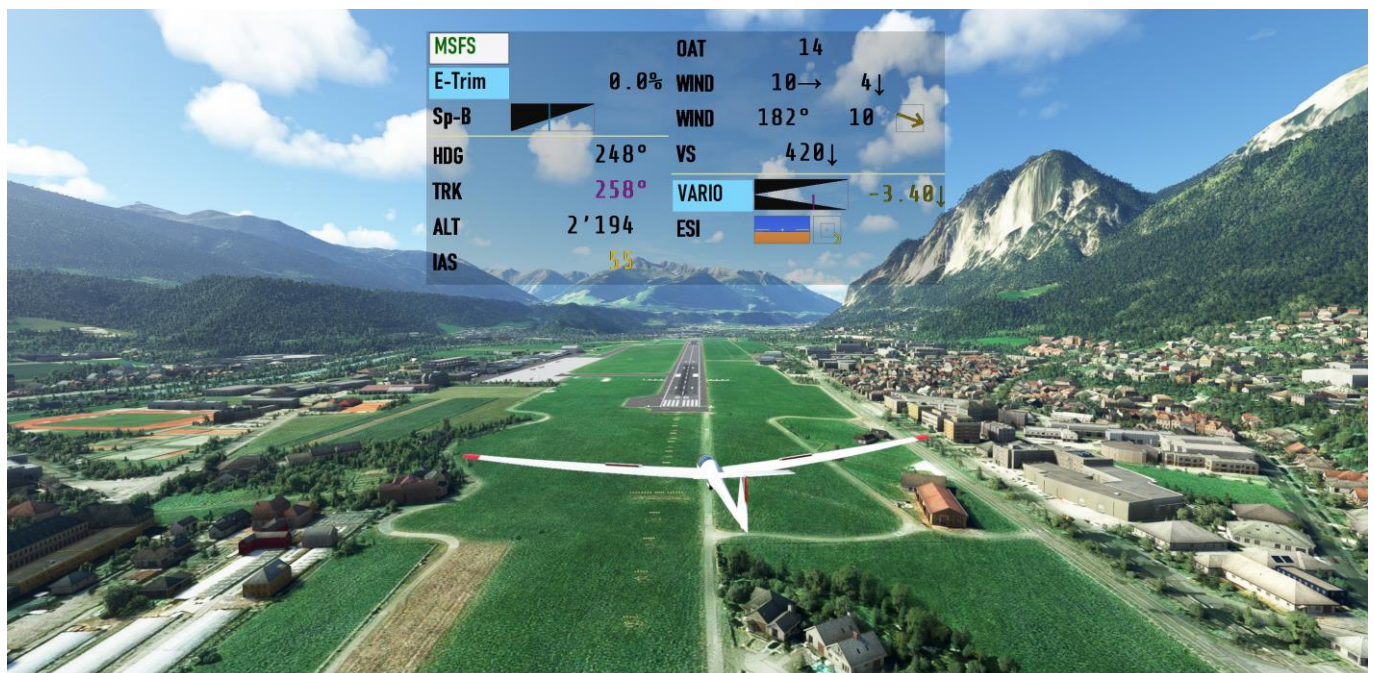 MSFS
E-Trim 0.0%
Sp-B
HDG 248°
TRK 258°
ALT 2’194
IAS 55
OAT 14
WIND 10→ 4↓
WIND 182° 10
VS 420↓
VARIO -3.40↓
ESI